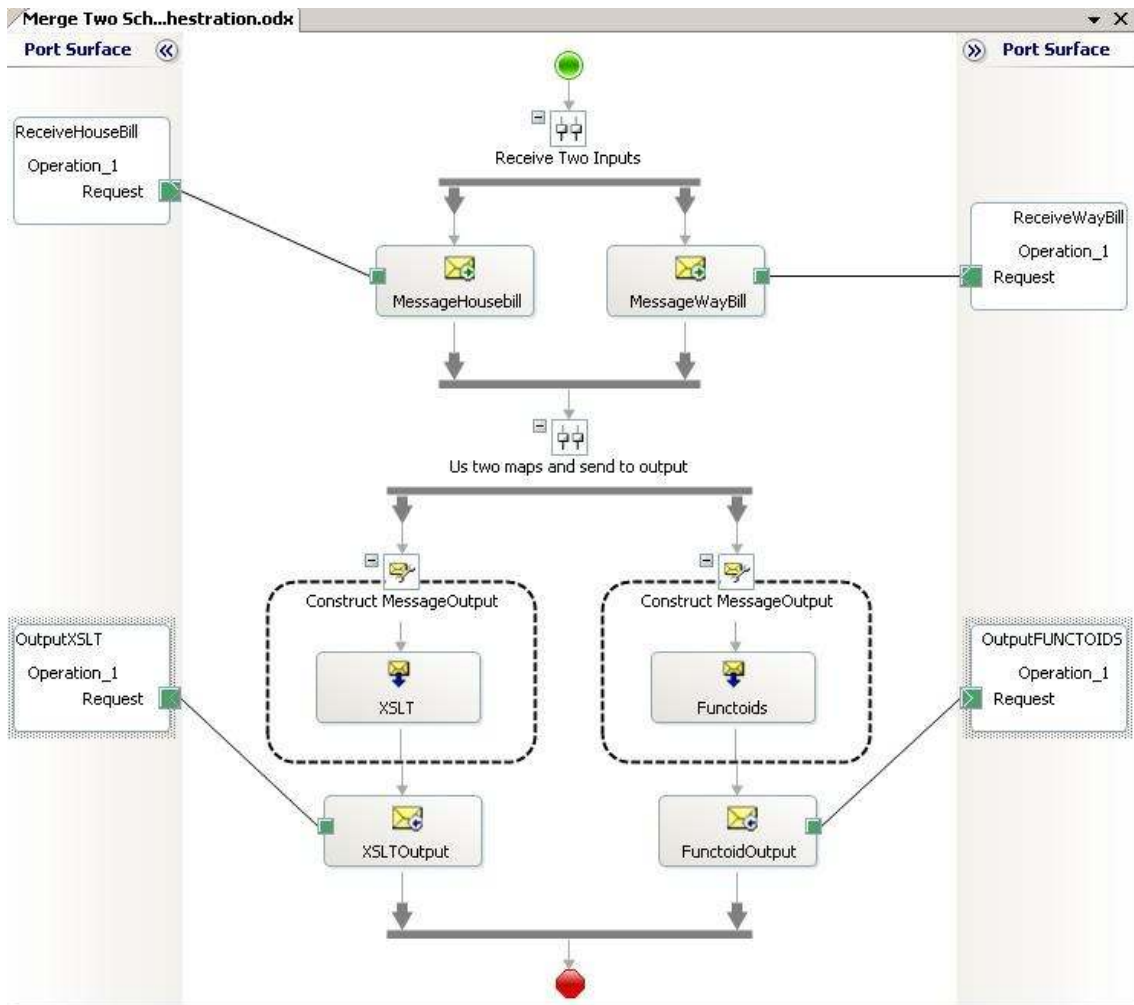 Merge Two Sch...hestration.odx
Port Surface
Port Surface
ReceiveHouseBill
Operation_1
Request
Receive Two Inputs
ReceiveWayBill
Operation_1
Request
MessageHousebill
MessageWayBill
Us two maps and send to output
Construct MessageOutput
Construct MessageOutput
OutputXSLT
Operation_1
Request
XSLT
Functoids
OutputFUNCTOIDS
Operation_1
Request
XSLTOutput
FunctoidOutput